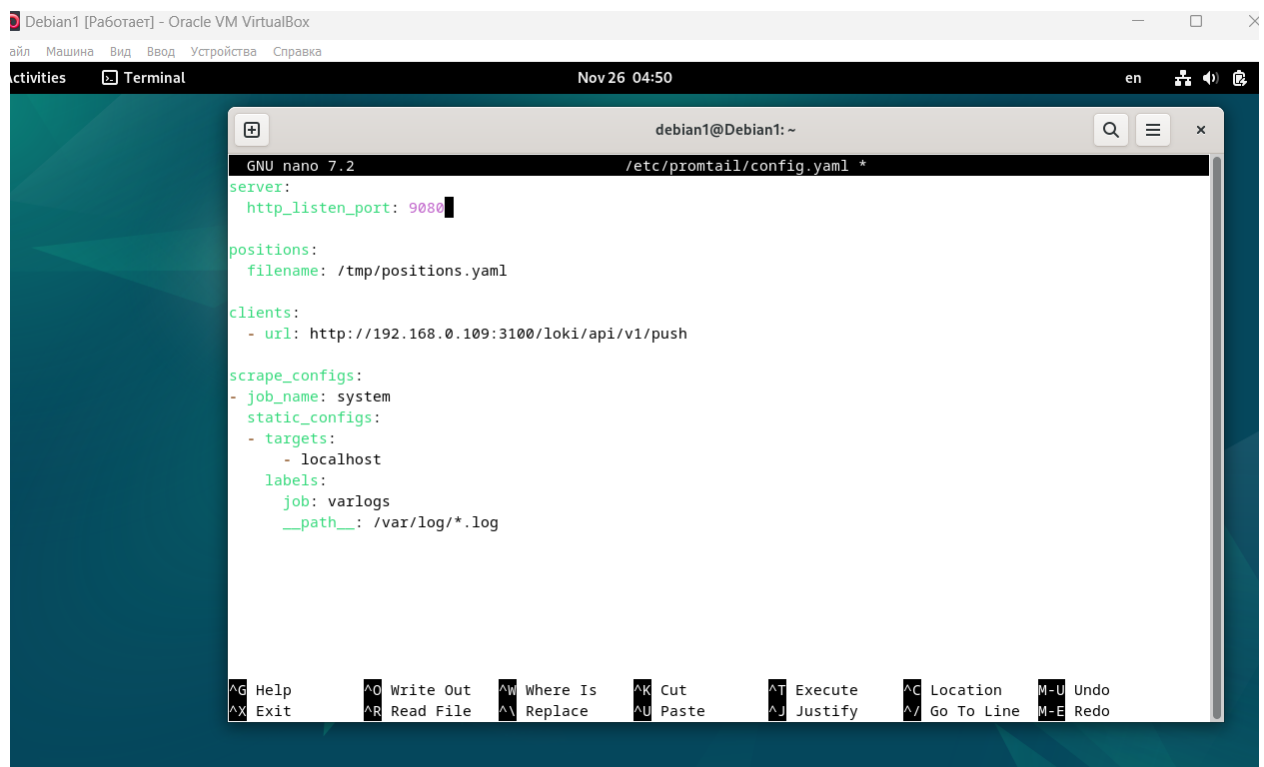 Debian1 [Работает] - Oracle VM VirtualBox
айл Машина Вид Ввод Устройства Справка
ctivities Terminal Nov 26 04:50 en
debian1@Debian1: ~
GNU nano 7.2 /etc/promtail/config.yaml *
server:
  http_listen_port: 9080

positions:
  filename: /tmp/positions.yaml

clients:
  - url: http://192.168.0.109:3100/loki/api/v1/push

scrape_configs:
- job_name: system
  static_configs:
  - targets:
      - localhost
    labels:
      job: varlogs
      __path__: /var/log/*.log

^G Help ^O Write Out ^W Where Is ^K Cut ^T Execute ^C Location M-U Undo
^X Exit ^R Read File ^\ Replace ^U Paste ^J Justify ^/ Go To Line M-E Redo